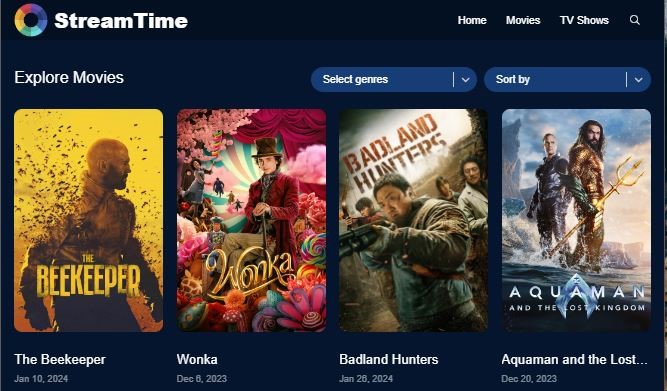 StreamTime
Home Movies TV Shows
Explore Movies
Select genres
Sort by
THE
BEEKEEPER
Wonka
BADLAND
HUNTERS
AQUAMAN
AND THE LOST KINGDOM
The Beekeeper
Jan 10, 2024
Wonka
Dec 6, 2023
Badland Hunters
Jan 26, 2024
Aquaman and the Lost...
Dec 20, 2023